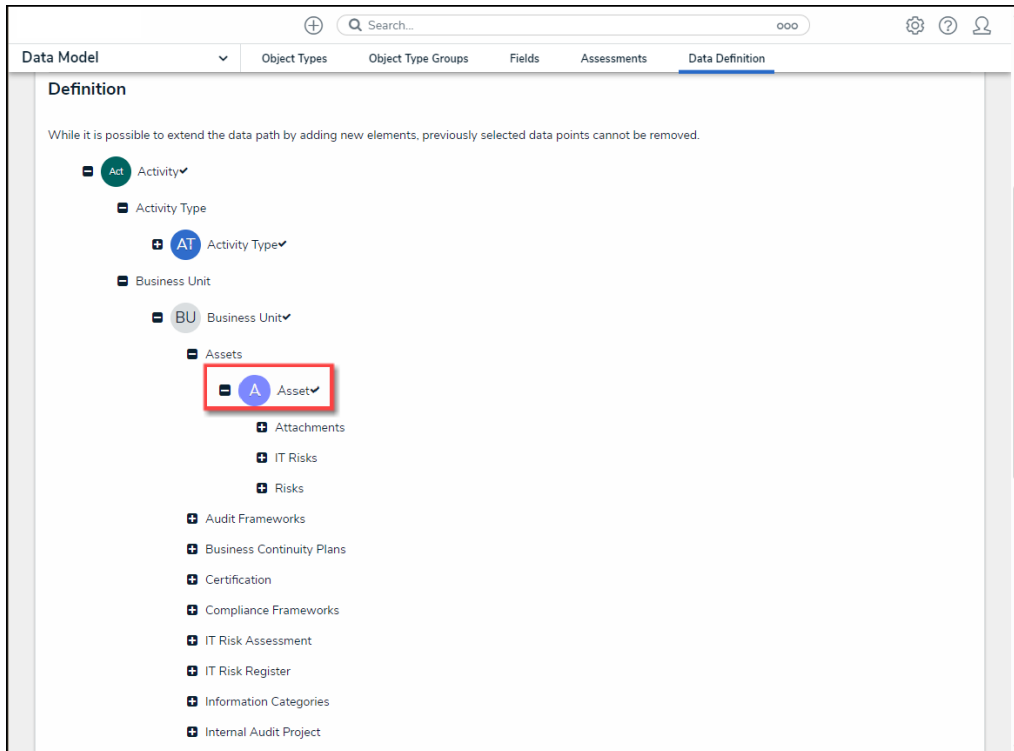 Search... ooo
Data Model Object Types Object Type Groups Fields Assessments Data Definition
Definition
While it is possible to extend the data path by adding new elements, previously selected data points cannot be removed.
Act Activity✔
Activity Type
AT Activity Type✔
Business Unit
BU Business Unit✔
Assets
A Asset✔
Attachments
IT Risks
Risks
Audit Frameworks
Business Continuity Plans
Certification
Compliance Frameworks
IT Risk Assessment
IT Risk Register
Information Categories
Internal Audit Project